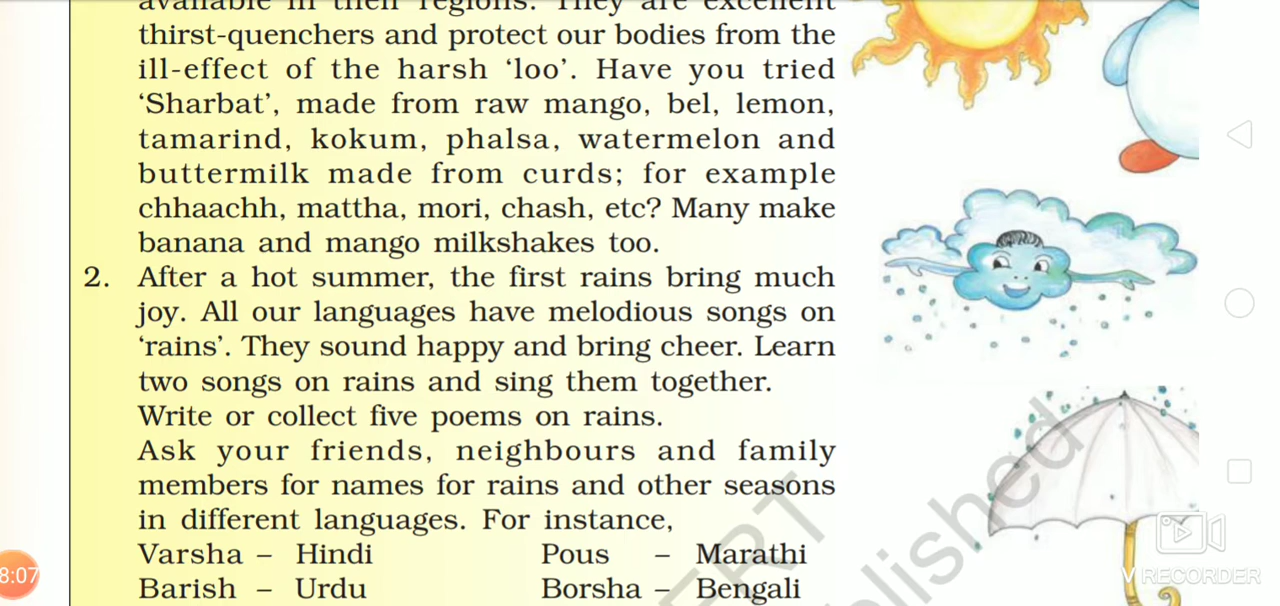 available in their regions. They are excellent
thirst-quenchers and protect our bodies from the
ill-effect of the harsh ‘loo’. Have you tried
‘Sharbat’, made from raw mango, bel, lemon,
tamarind, kokum, phalsa, watermelon and
buttermilk made from curds; for example
chhaachh, mattha, mori, chash, etc? Many make
banana and mango milkshakes too.
2. After a hot summer, the first rains bring much
joy. All our languages have melodious songs on
‘rains’. They sound happy and bring cheer. Learn
two songs on rains and sing them together.
Write or collect five poems on rains.
Ask your friends, neighbours and family
members for names for rains and other seasons
in different languages. For instance,
Varsha – Hindi Pous – Marathi
Barish – Urdu Borsha – Bengali
8:07
V RECORDER